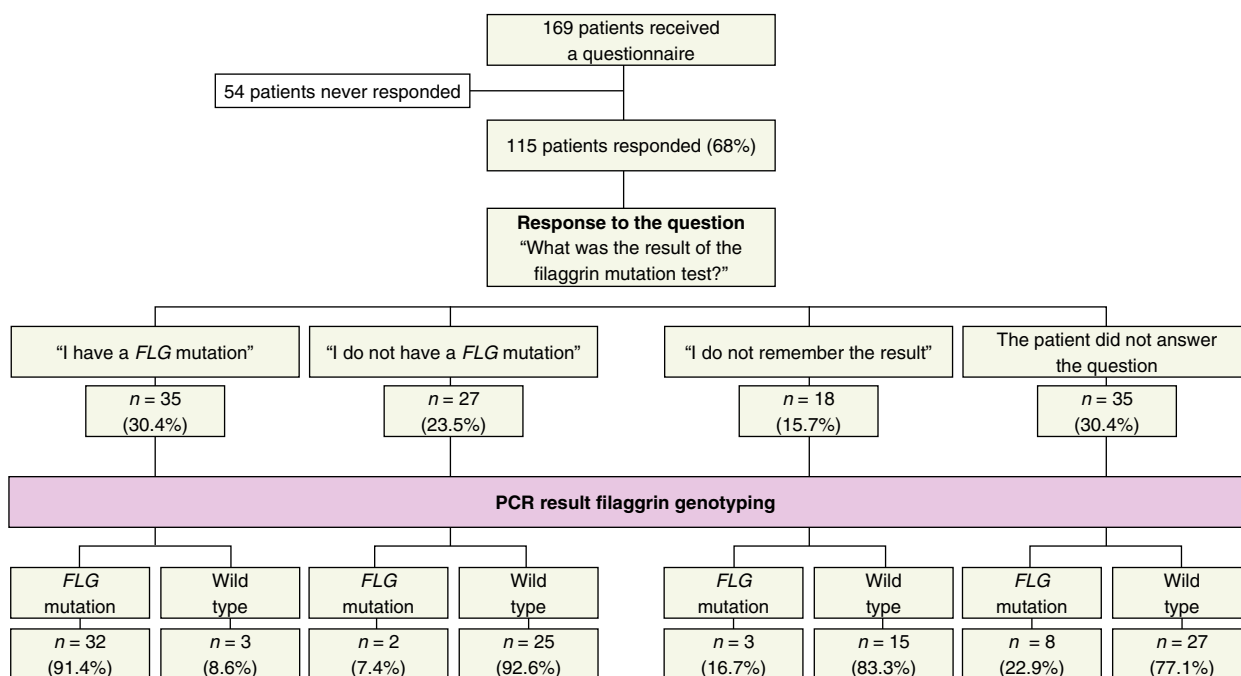 169 patients received
a questionnaire
54 patients never responded
115 patients responded (68%)
Response to the question
“What was the result of the
filaggrin mutation test?”
“I have a FLG mutation”
“I do not have a FLG mutation”
“I do not remember the result”
The patient did not answer
the question
n = 35
(30.4%)
n = 27
(23.5%)
n = 18
(15.7%)
n = 35
(30.4%)
PCR result filaggrin genotyping
FLG
mutation
Wild
type
FLG
mutation
Wild
type
FLG
mutation
Wild
type
FLG
mutation
Wild
type
n = 32
(91.4%)
n = 3
(8.6%)
n = 2
(7.4%)
n = 25
(92.6%)
n = 3
(16.7%)
n = 15
(83.3%)
n = 8
(22.9%)
n = 27
(77.1%)